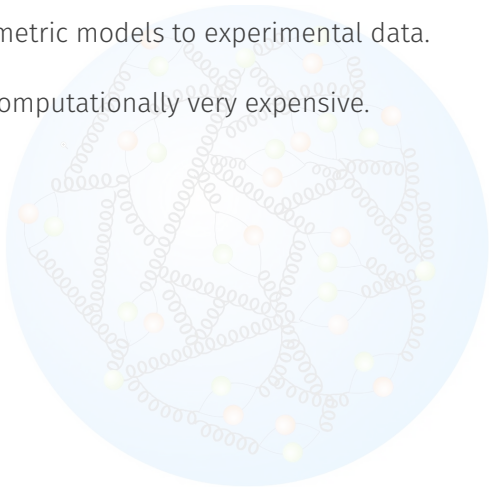 metric models to experimental data.
omputationally very expensive.